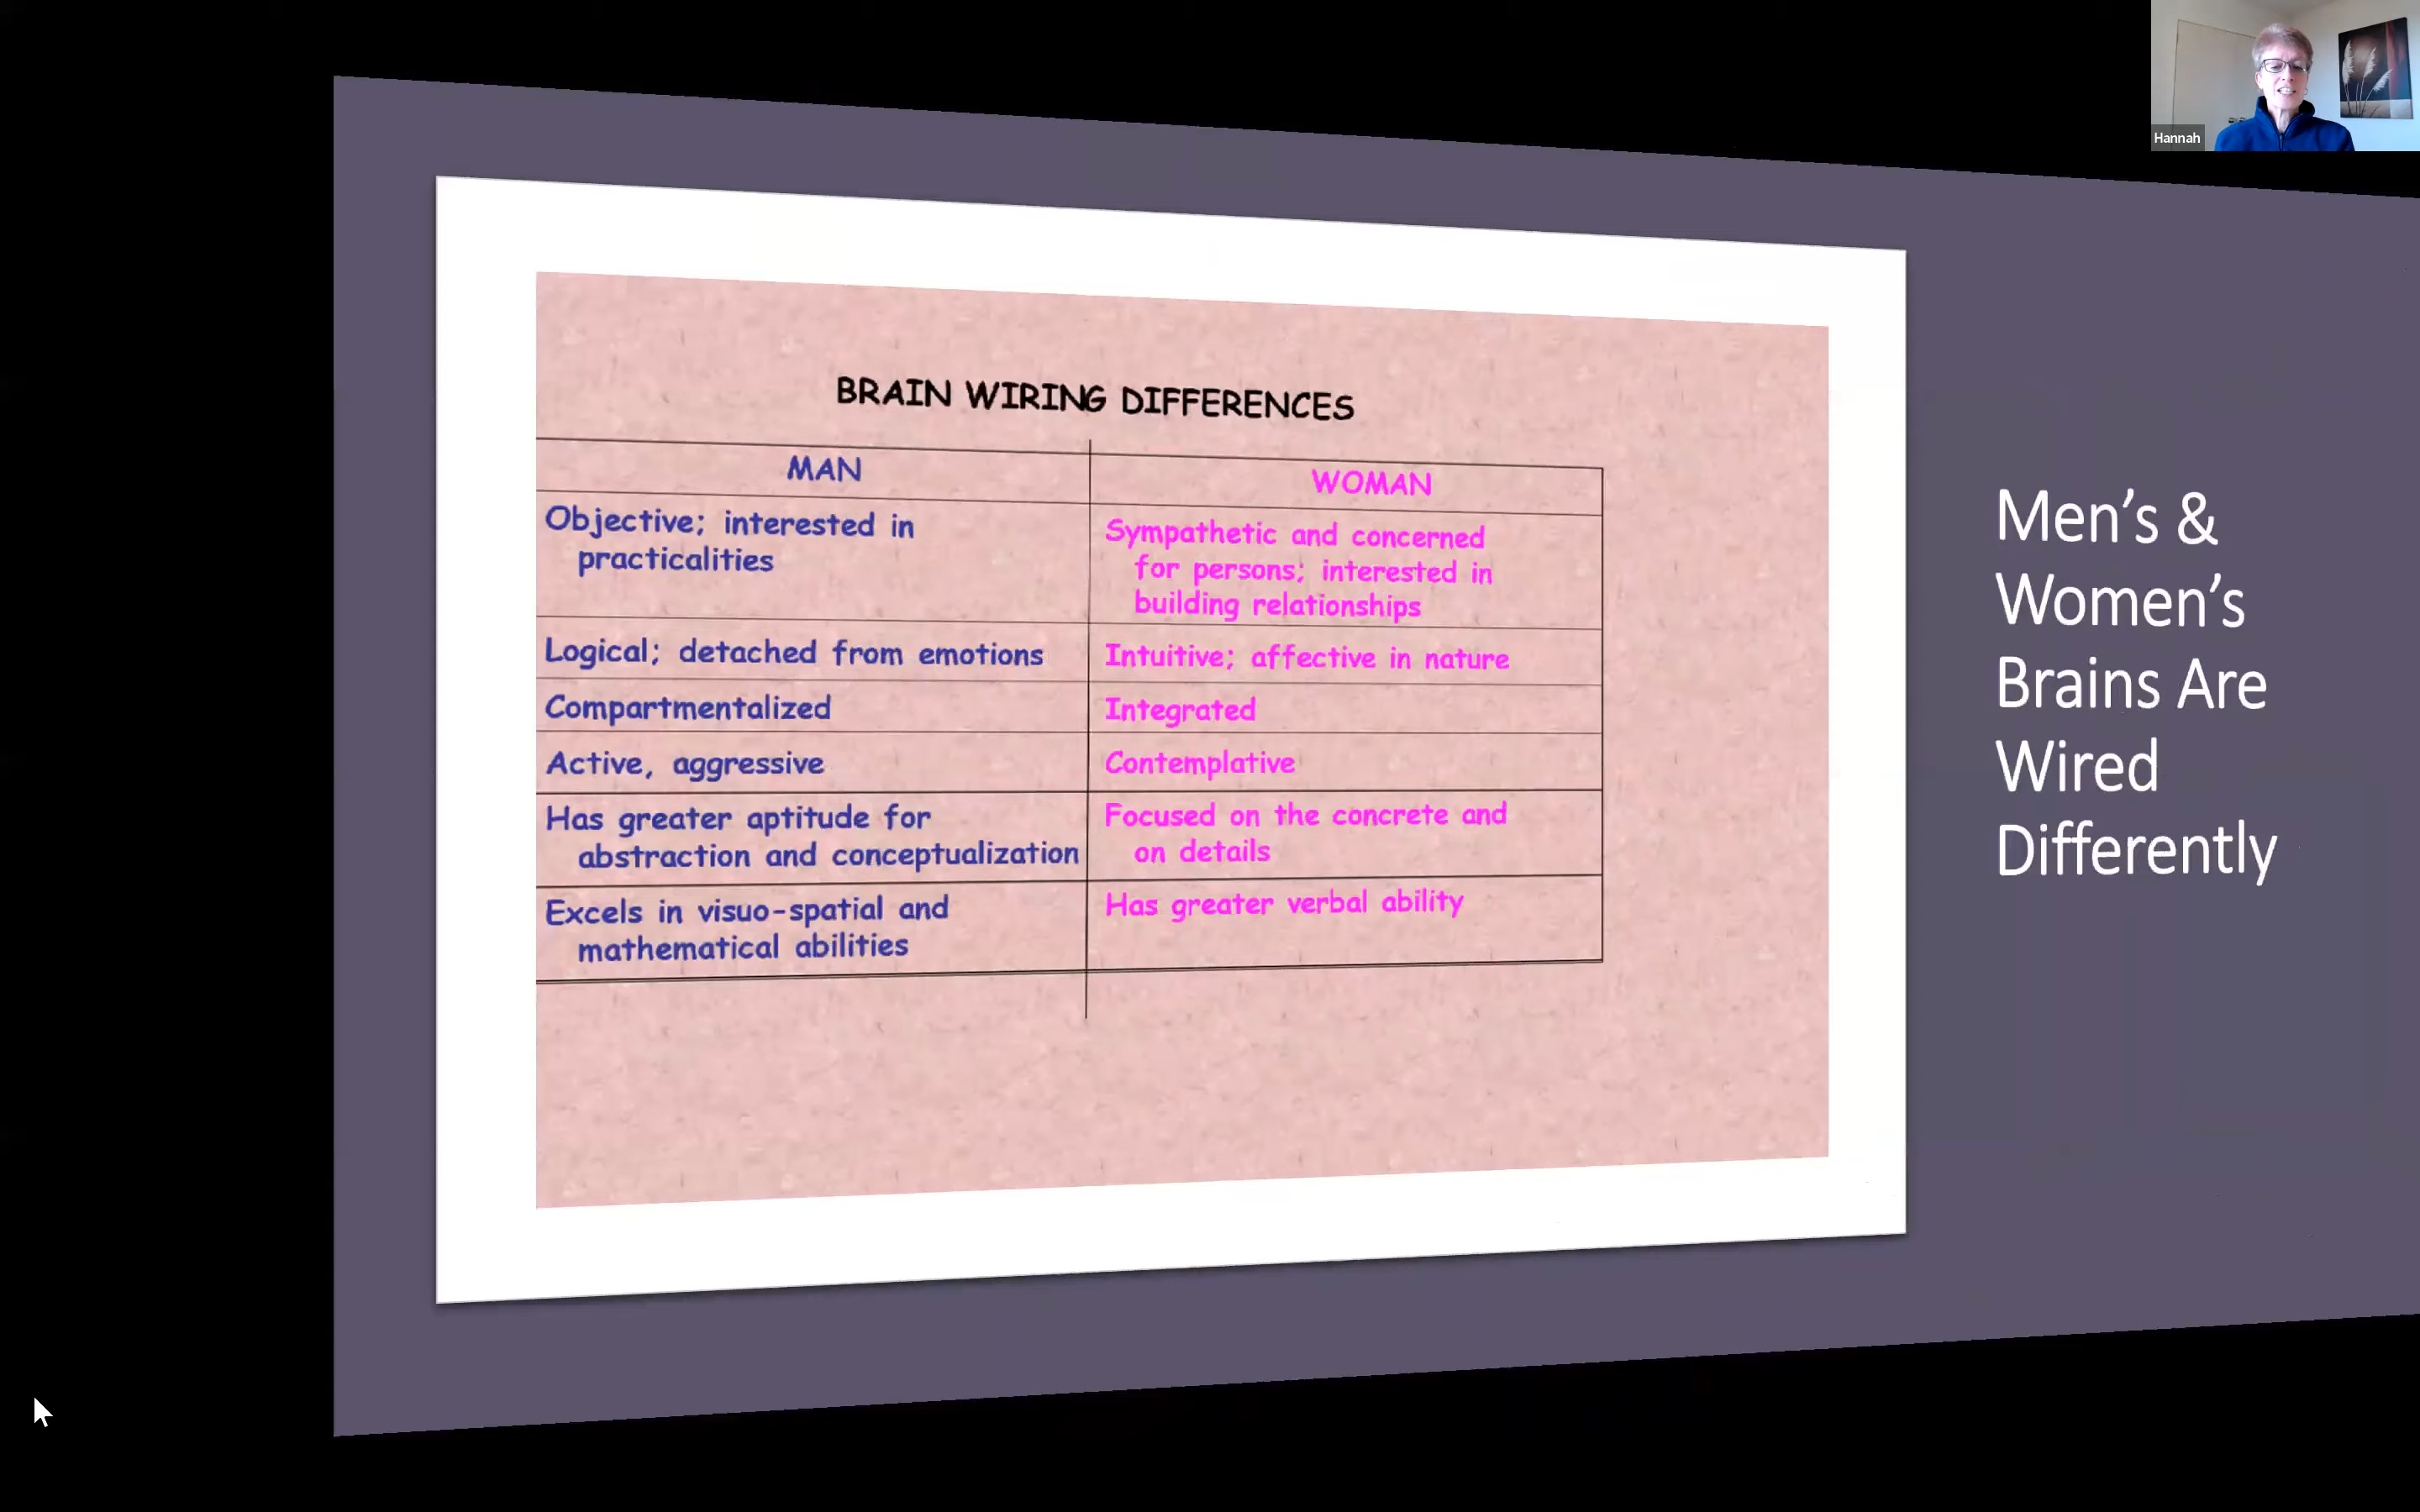 Hannah
BRAIN WIRING DIFFERENCES
MAN
WOMAN
Objective; interested in
practicalities
Sympathetic and concerned
for persons; interested in
building relationships
Logical; detached from emotions
Intuitive; affective in nature
Compartmentalized
Integrated
Active, aggressive
Contemplative
Has greater aptitude for
abstraction and conceptualization
Focused on the concrete and
on details
Excels in visuo-spatial and
mathematical abilities
Has greater verbal ability
Men's &
Women's
Brains Are
Wired
Differently